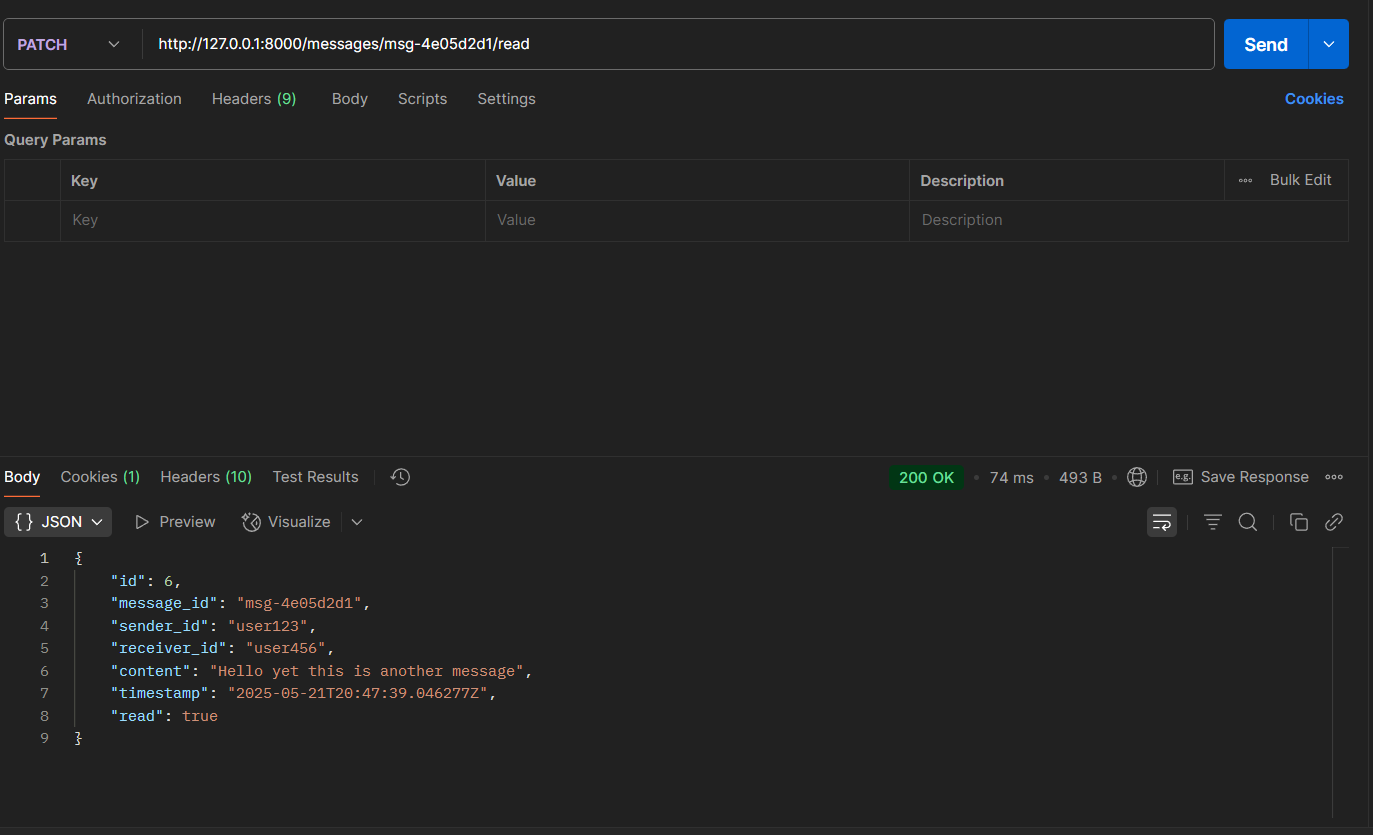 PATCH http://127.0.0.1:8000/messages/msg-4e05d2d1/read Send
Params Authorization Headers (9) Body Scripts Settings Cookies
Query Params
Key Value Description Bulk Edit
Key Value Description
Body Cookies (1) Headers (10) Test Results 200 OK 74 ms 493 B e.g. Save Response
{} JSON Preview Visualize
1 {
2 "id": 6,
3 "message_id": "msg-4e05d2d1",
4 "sender_id": "user123",
5 "receiver_id": "user456",
6 "content": "Hello yet this is another message",
7 "timestamp": "2025-05-21T20:47:39.046277Z",
8 "read": true
9 }